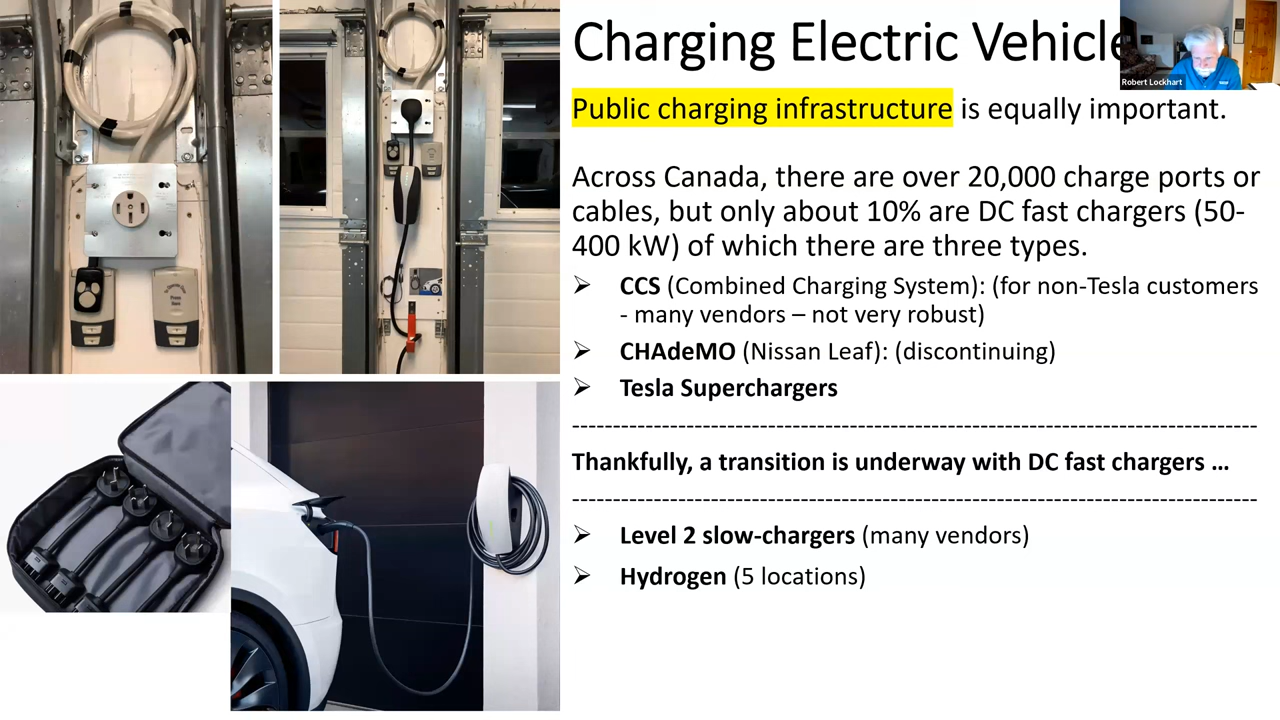 Charging Electric Vehicle
Robert Lockhart
Public charging infrastructure is equally important.
Across Canada, there are over 20,000 charge ports or
cables, but only about 10% are DC fast chargers (50-
400 kW) of which there are three types.
➢ CCS (Combined Charging System): (for non-Tesla customers
- many vendors – not very robust)
➢ CHAdeMO (Nissan Leaf): (discontinuing)
➢ Tesla Superchargers
--------------------------------------------------------------------------------
Thankfully, a transition is underway with DC fast chargers …
--------------------------------------------------------------------------------
➢ Level 2 slow-chargers (many vendors)
➢ Hydrogen (5 locations)